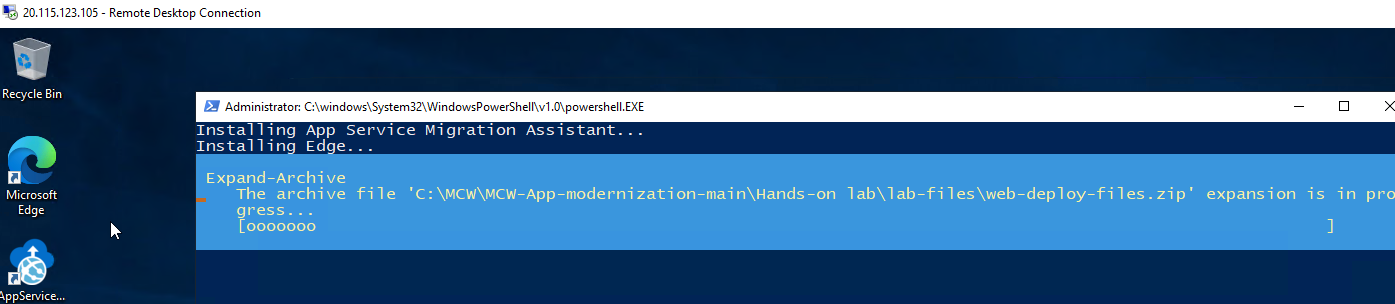 20.115.123.105 - Remote Desktop Connection
Recycle Bin
Administrator: C:\windows\System32\WindowsPowerShell\v1.0\powershell.EXE
Installing App Service Migration Assistant...
Installing Edge...
Expand-Archive
The archive file 'C:\MCW\MCW-App-modernization-main\Hands-on lab\lab-files\web-deploy-files.zip' expansion is in pro
gress...
[ooooooo ]
Microsoft
Edge
AppService...